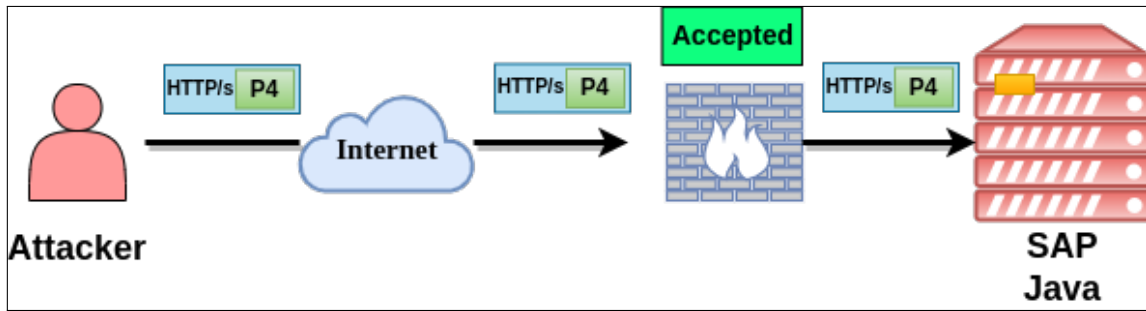 Accepted
HTTP/s P4
HTTP/s P4
HTTP/s P4
Internet
Attacker
SAP
Java